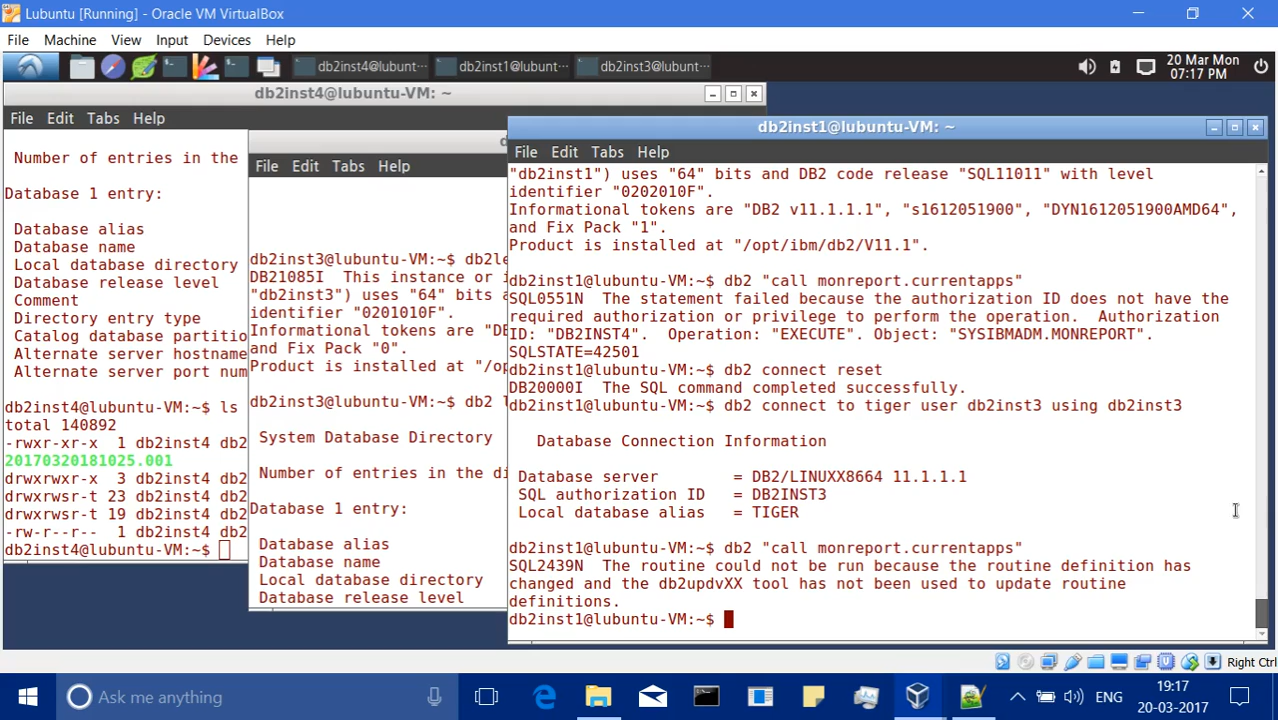 Lubuntu [Running] - Oracle VM VirtualBox
File Machine View Input Devices Help
db2inst4@lubunt··· db2inst1@lubunt··· db2inst3@lubunt···
20 Mar Mon
07:17 PM
db2inst4@lubuntu-VM: ~
File Edit Tabs Help
Number of entries in the
Database 1 entry:
Database alias
Database name
Local database directory
Database release level
Comment
Directory entry type
Catalog database partitio
Alternate server hostname
Alternate server port num
db2inst4@lubuntu-VM:~$ ls
total 140892
-rwxr-xr-x 1 db2inst4 db2
20170320181025.001
drwxrwxr-x 3 db2inst4 db2
drwxrwsr-t 23 db2inst4 db2
drwxrwsr-t 19 db2inst4 db2
-rw-r--r-- 1 db2inst4 db2
db2inst4@lubuntu-VM:~$
File Edit Tabs Help
db2inst3@lubuntu-VM:~$ db2le
DB21085I This instance or i
"db2inst3") uses "64" bits a
identifier "0201010F".
Informational tokens are "DB
and Fix Pack "0".
Product is installed at "/op
db2inst3@lubuntu-VM:~$ db2 l
System Database Directory
Number of entries in the di
Database 1 entry:
Database alias
Database name
Local database directory
Database release level
db2inst1@lubuntu-VM: ~
File Edit Tabs Help
"db2inst1") uses "64" bits and DB2 code release "SQL11011" with level
identifier "0202010F".
Informational tokens are "DB2 v11.1.1.1", "s1612051900", "DYN1612051900AMD64",
and Fix Pack "1".
Product is installed at "/opt/ibm/db2/V11.1".
db2inst1@lubuntu-VM:~$ db2 "call monreport.currentapps"
SQL0551N The statement failed because the authorization ID does not have the
required authorization or privilege to perform the operation. Authorization
ID: "DB2INST4". Operation: "EXECUTE". Object: "SYSIBMADM.MONREPORT".
SQLSTATE=42501
db2inst1@lubuntu-VM:~$ db2 connect reset
DB20000I The SQL command completed successfully.
db2inst1@lubuntu-VM:~$ db2 connect to tiger user db2inst3 using db2inst3
Database Connection Information
Database server = DB2/LINUXX8664 11.1.1.1
SQL authorization ID = DB2INST3
Local database alias = TIGER
db2inst1@lubuntu-VM:~$ db2 "call monreport.currentapps"
SQL2439N The routine could not be run because the routine definition has
changed and the db2updvXX tool has not been used to update routine
definitions.
db2inst1@lubuntu-VM:~$
Right Ctrl
Ask me anything
ENG
19:17
20-03-2017